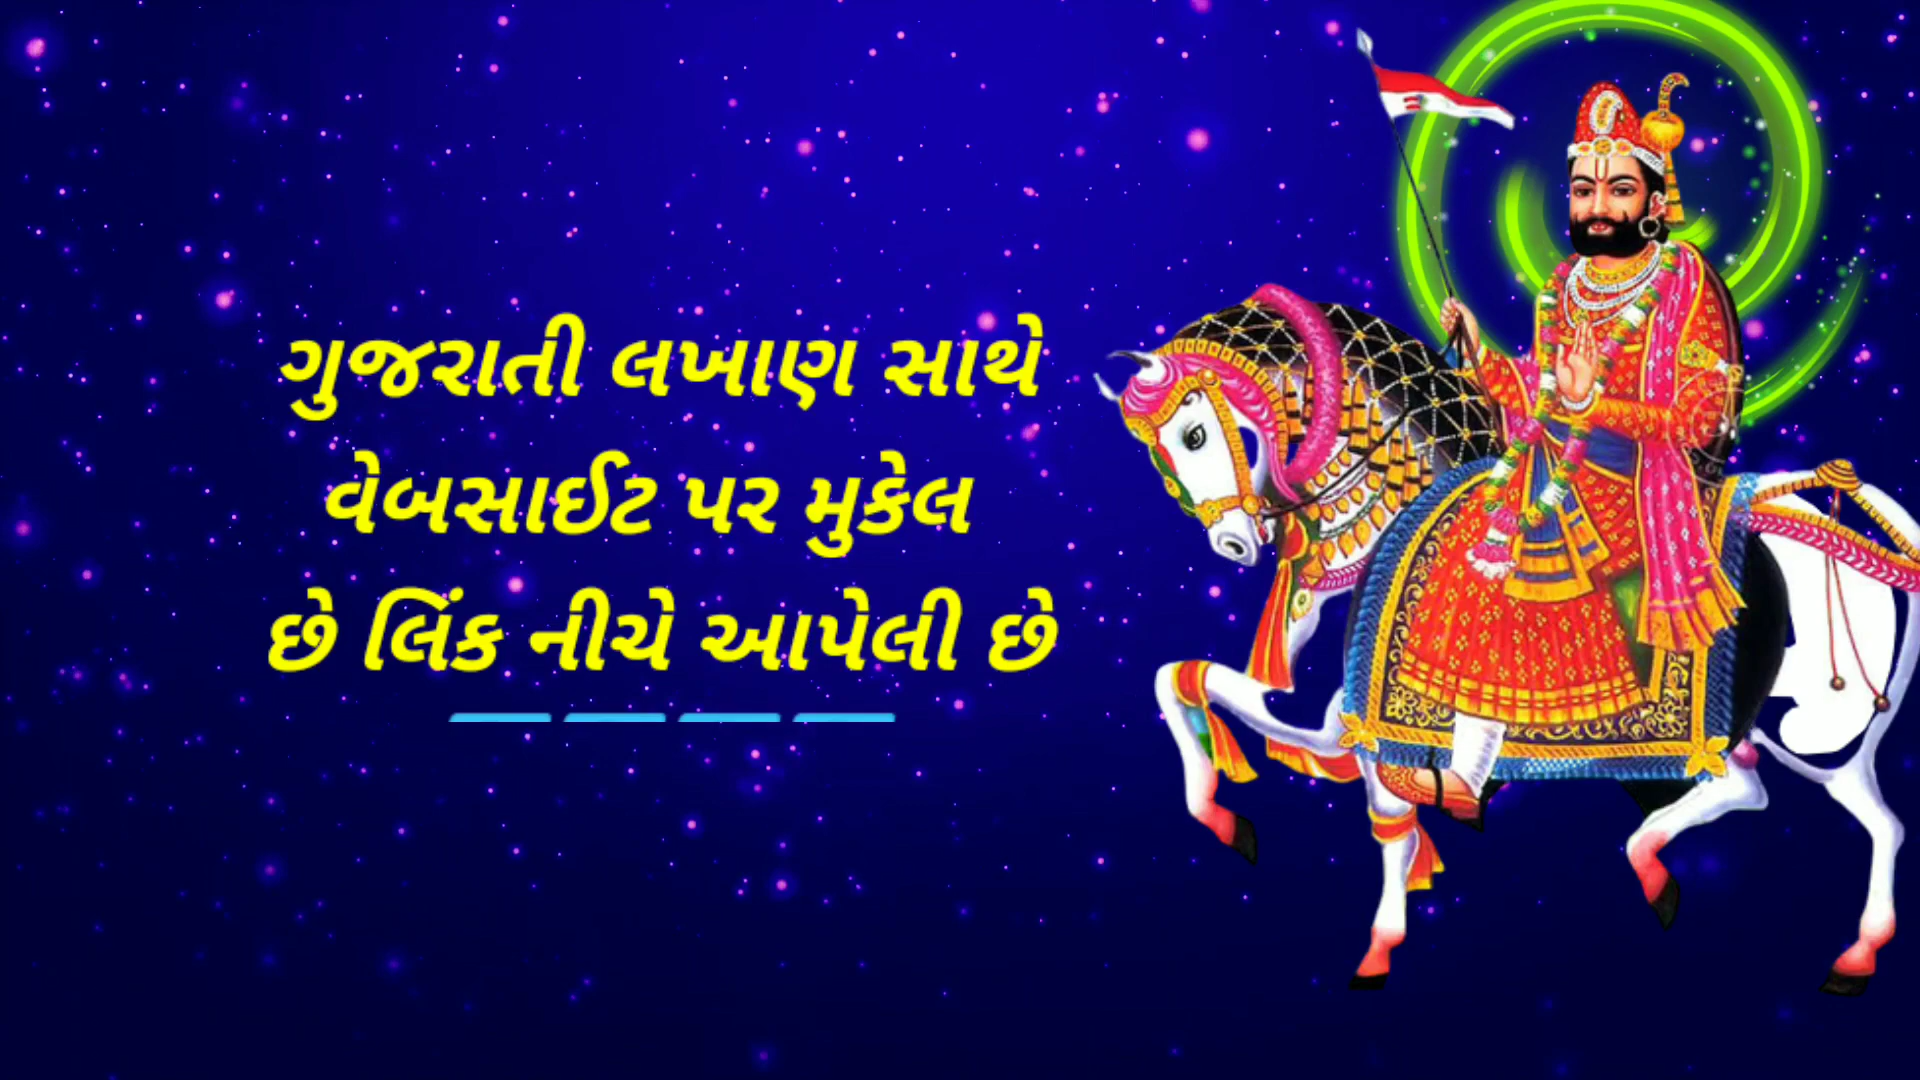 ગુજરાતી લખાણ સાથે
વેબસાઈટ પર મુકેલ
છે લિંક નીચે આપેલી છે